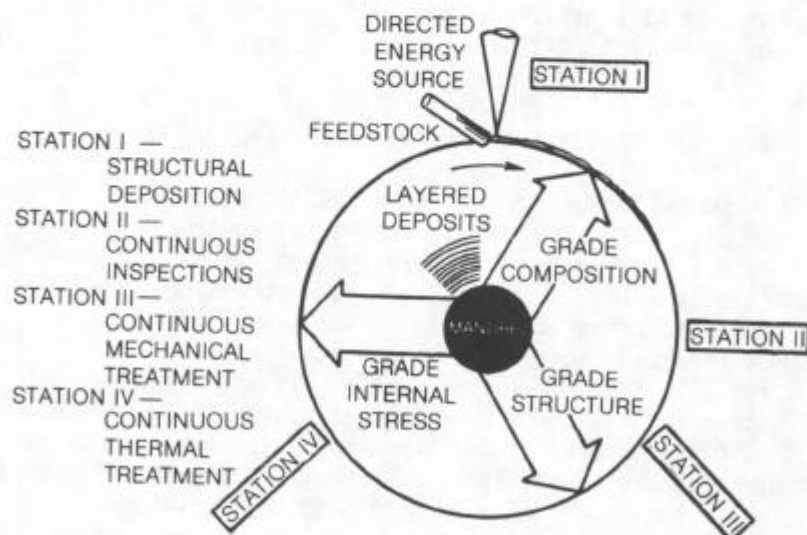 DIRECTED
ENERGY
SOURCE
STATION I
FEEDSTOCK
STATION I —
STRUCTURAL
DEPOSITION
STATION II —
CONTINUOUS
INSPECTIONS
STATION III —
CONTINUOUS
MECHANICAL
TREATMENT
STATION IV —
CONTINUOUS
THERMAL
TREATMENT
LAYERED
DEPOSITS
GRADE
COMPOSITION
MANDREL
GRADE
INTERNAL
STRESS
GRADE
STRUCTURE
STATION II
STATION III
STATION IV